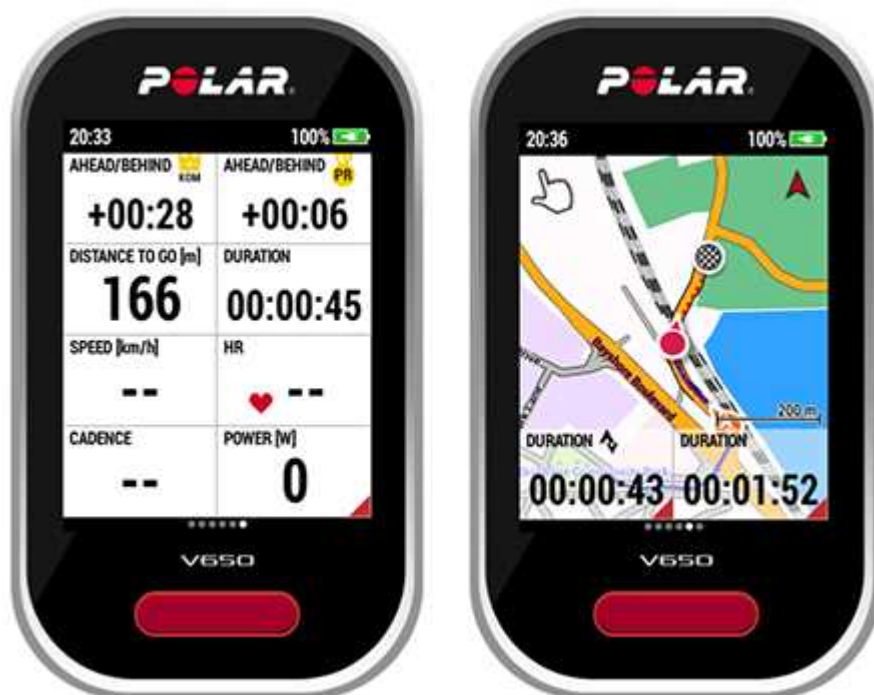 POLAR
20:33 100%
AHEAD/BEHIND KOM AHEAD/BEHIND PR
+00:28 +00:06
DISTANCE TO GO [m] DURATION
166 00:00:45
SPEED [km/h] HR
-- --
CADENCE POWER [W]
-- 0
V650
POLAR
20:36 100%
Bayshore Boulevard
200 m
DURATION DURATION
00:00:43 00:01:52
V650